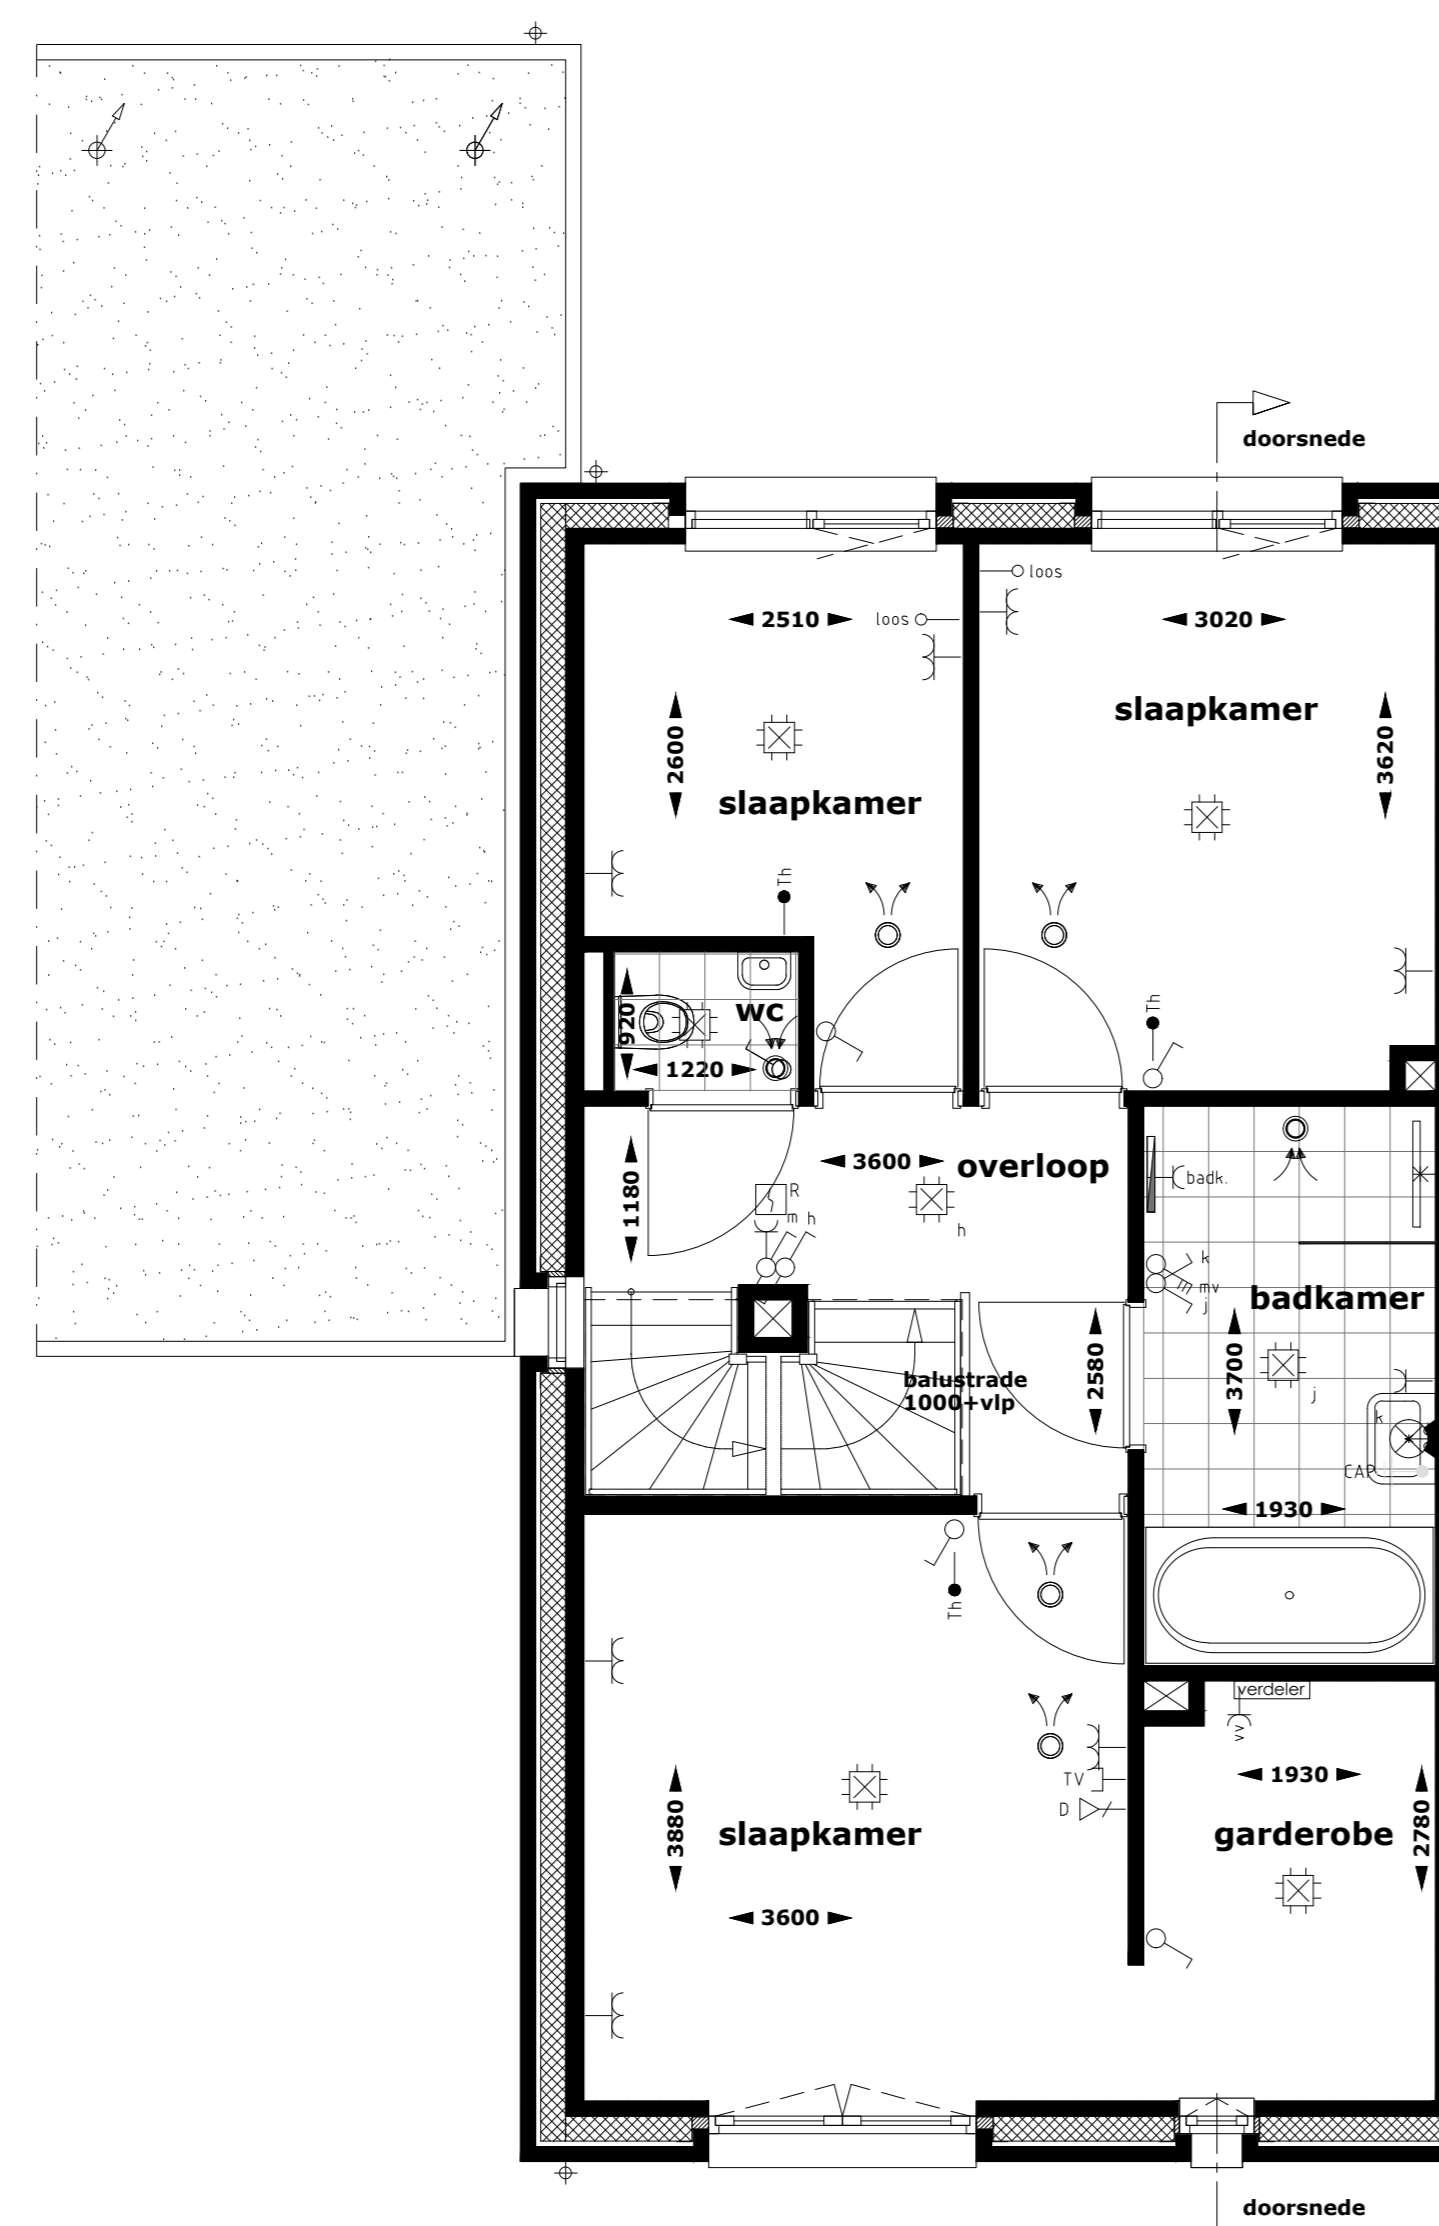 doorsnede
loos
2510
loos
3020
slaapkamer
2600
3620
slaapkamer
Th
Th
wc
920
1220
3600
overloop
1180
badk.
R
m h
h
k
mv
j
badkamer
balustrade
1000+vlp
2580
3700
j
k
CAP
1930
Th
verdeler
vv
TV
1930
D
3880
slaapkamer
garderobe
2780
3600
doorsnede